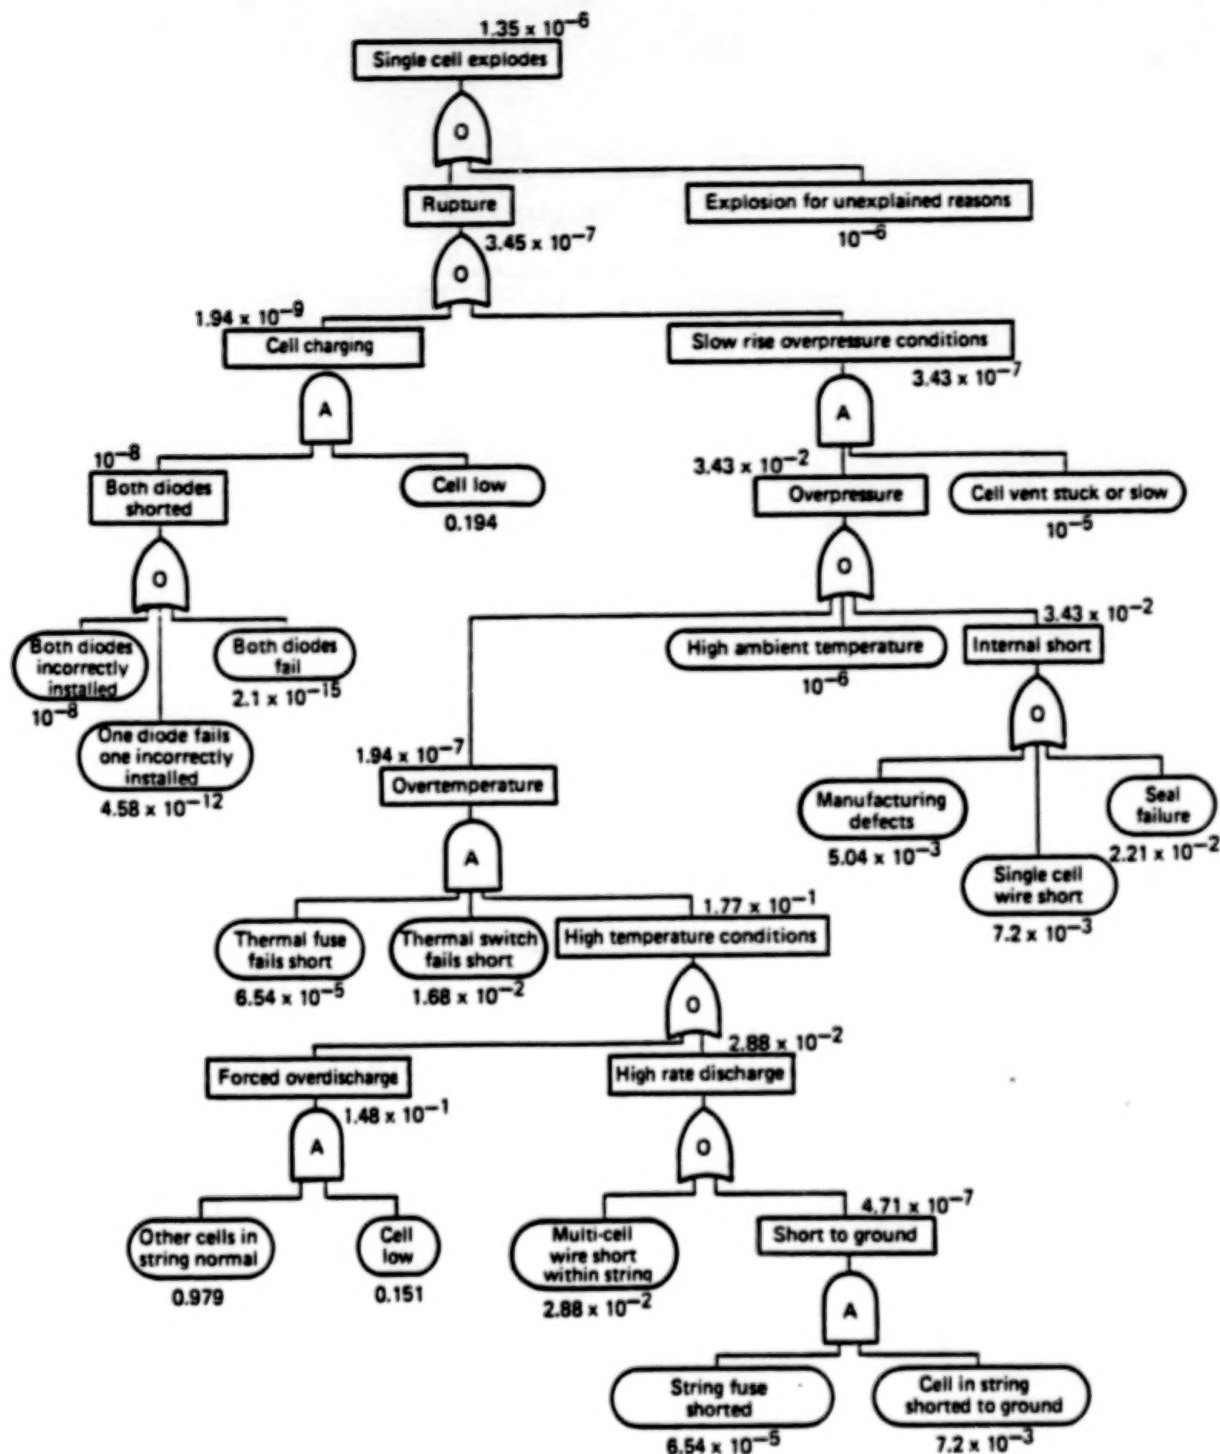 1.35 x 10⁻⁶
Single cell explodes
O
Rupture
Explosion for unexplained reasons
3.45 x 10⁻⁷
10⁻⁶
O
1.94 x 10⁻⁹
Cell charging
Slow rise overpressure conditions
3.43 x 10⁻⁷
A
A
10⁻⁸
Both diodes
shorted
Cell low
0.194
3.43 x 10⁻²
Overpressure
Cell vent stuck or slow
10⁻⁵
O
O
Both diodes
incorrectly
installed
10⁻⁸
Both diodes
fail
2.1 x 10⁻¹⁵
One diode fails
one incorrectly
installed
4.58 x 10⁻¹²
High ambient temperature
10⁻⁶
3.43 x 10⁻²
Internal short
O
1.94 x 10⁻⁷
Overtemperature
Manufacturing
defects
5.04 x 10⁻³
Seal
failure
2.21 x 10⁻²
Single cell
wire short
7.2 x 10⁻³
A
Thermal fuse
fails short
6.54 x 10⁻⁵
Thermal switch
fails short
1.68 x 10⁻²
1.77 x 10⁻¹
High temperature conditions
O
Forced overdischarge
1.48 x 10⁻¹
2.88 x 10⁻²
High rate discharge
A
O
Other cells in
string normal
0.979
Cell
low
0.151
Multi-cell
wire short
within string
2.88 x 10⁻²
4.71 x 10⁻⁷
Short to ground
A
String fuse
shorted
6.54 x 10⁻⁵
Cell in string
shorted to ground
7.2 x 10⁻³